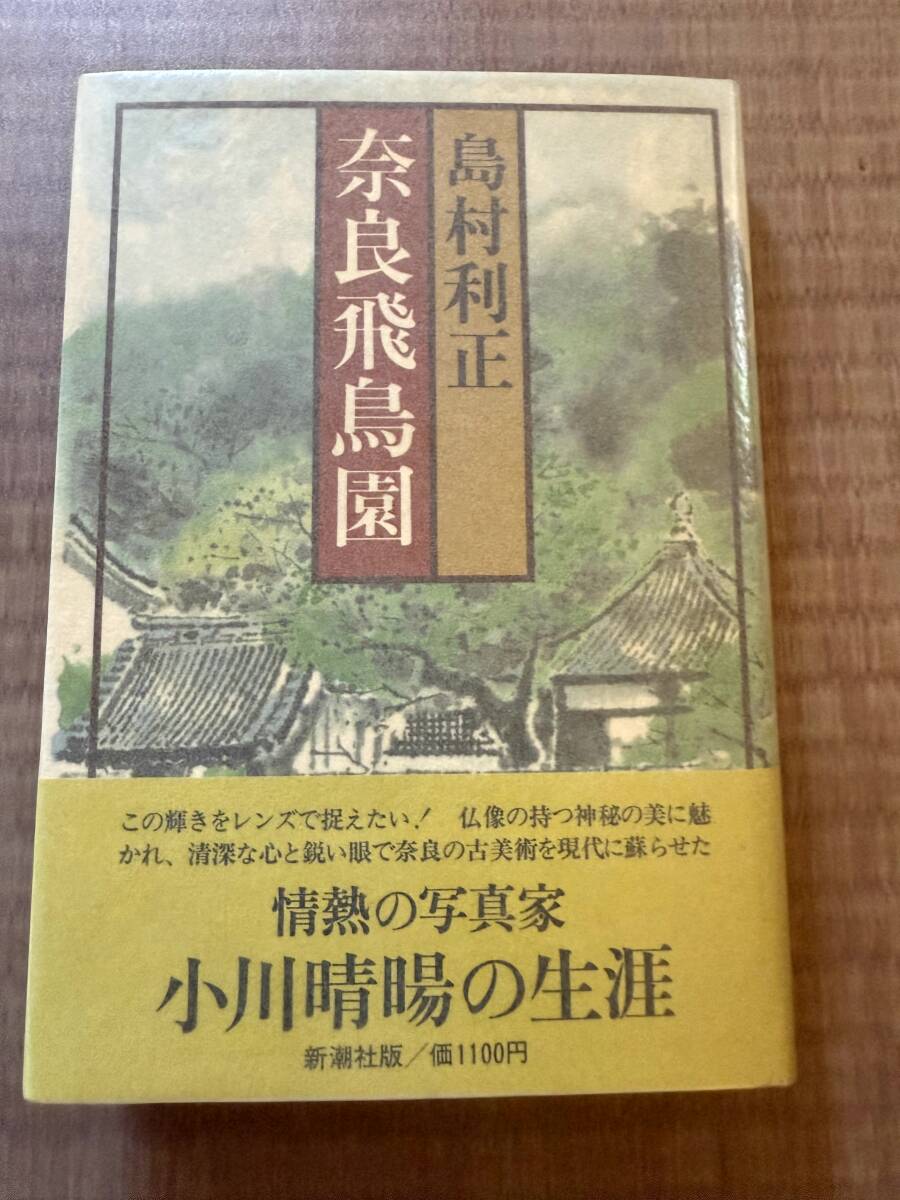 島村利正
奈良飛鳥園
この輝きをレンズで捉えたい! 仏像の持つ神秘の美に魅
かれ、清深な心と鋭い眼で奈良の古美術を現代に蘇らせた
情熱の写真家
小川晴暘の生涯
新潮社版/価1100円